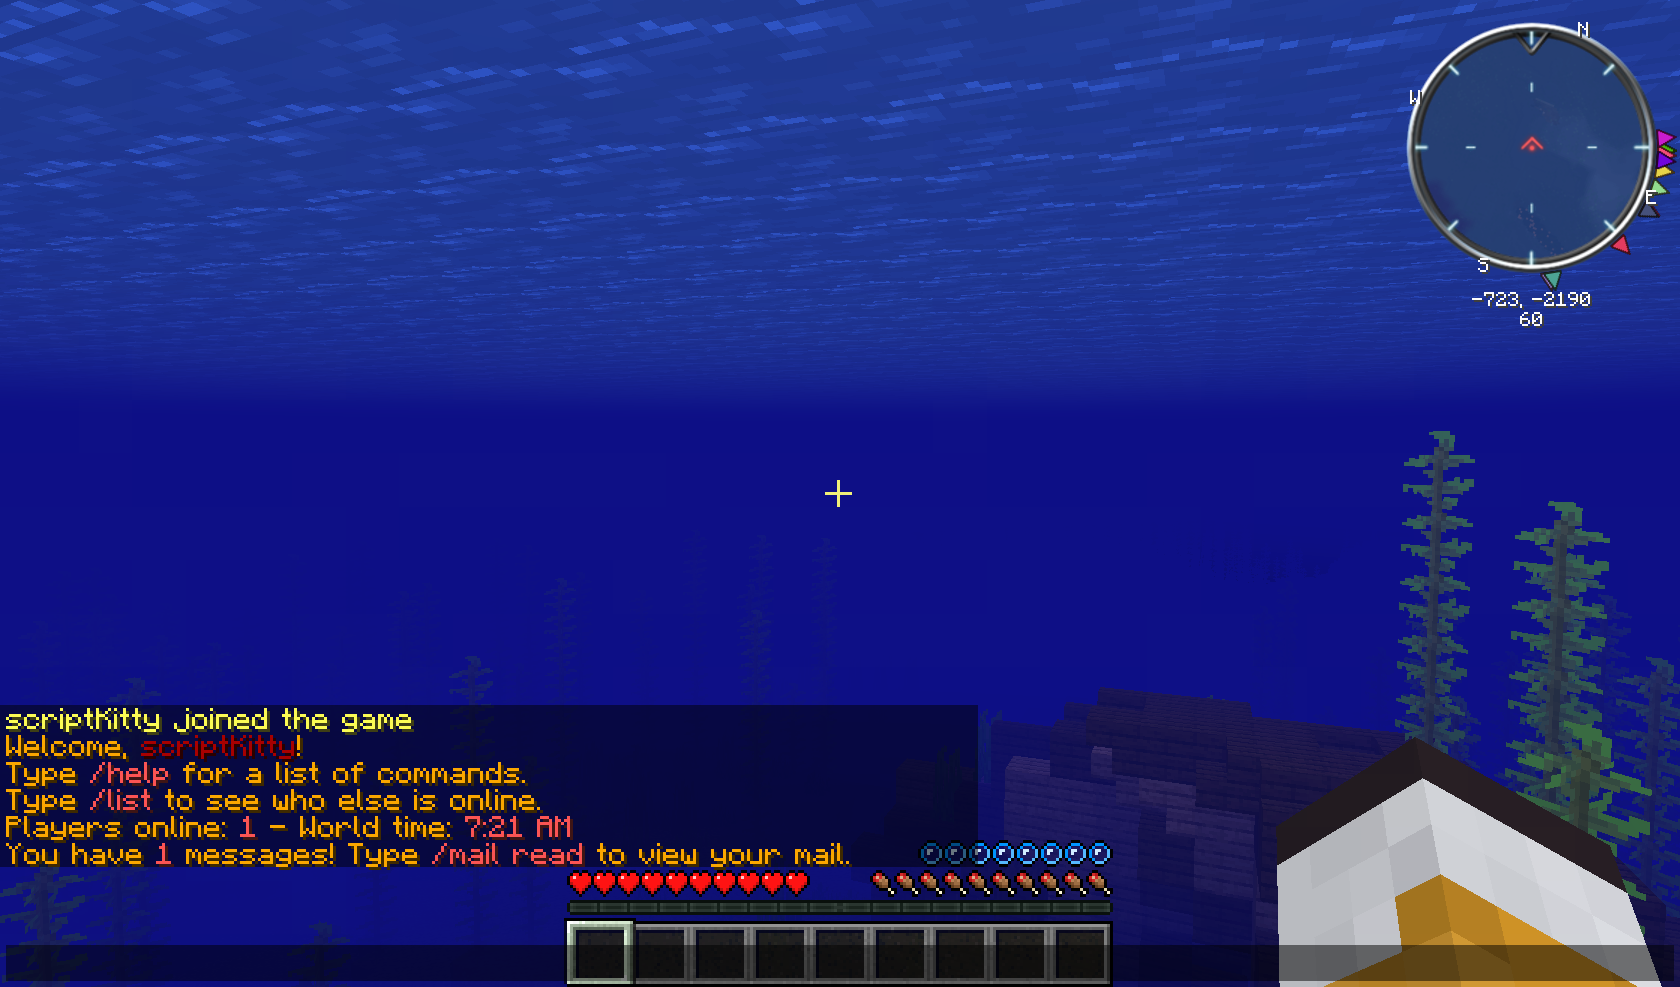 N
W
E
S
-723, -2190
60
scriptKitty joined the game
Welcome, scriptKitty!
Type /help for a list of commands.
Type /list to see who else is online.
Players online: 1 - World time: 7:21 AM
You have 1 messages! Type /mail read to view your mail.